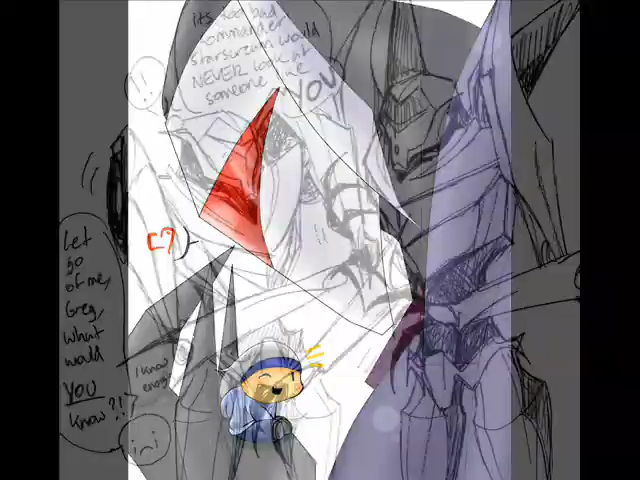 it's too bad
commander
starscream would
NEVER look at
someone like
YOU
!!
Let
go
of me,
Greg,
what
would
YOU
know?!
I know
enough